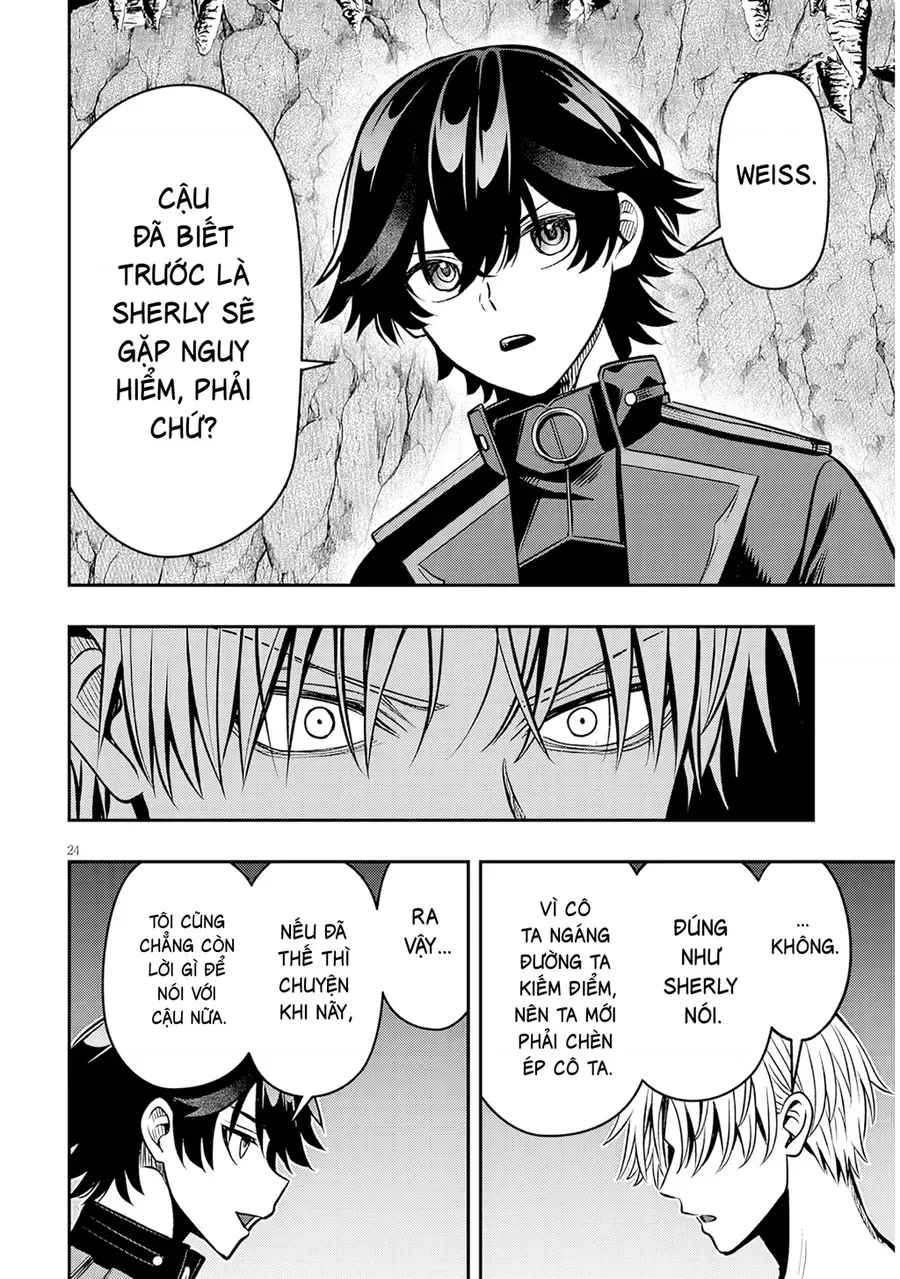 WEISS.
CẬU
ĐÃ BIẾT
TRƯỚC LÀ
SHERLY SẼ
GẶP NGUY
HIỂM, PHẢI
CHỨ?
...
KHÔNG.
ĐÚNG
NHƯ
SHERLY
NÓI.
VÌ CÔ
TA NGÁNG
ĐƯỜNG TA
KIẾM ĐIỂM,
NÊN TA MỚI
PHẢI CHÈN
ÉP CÔ TA.
RA
VẬY...
NẾU ĐÃ
THẾ THÌ
CHUYỆN
KHI NÃY,
TÔI CŨNG
CHẲNG CÒN
LỜI GÌ ĐỂ
NÓI VỚI
CẬU NỮA.
24